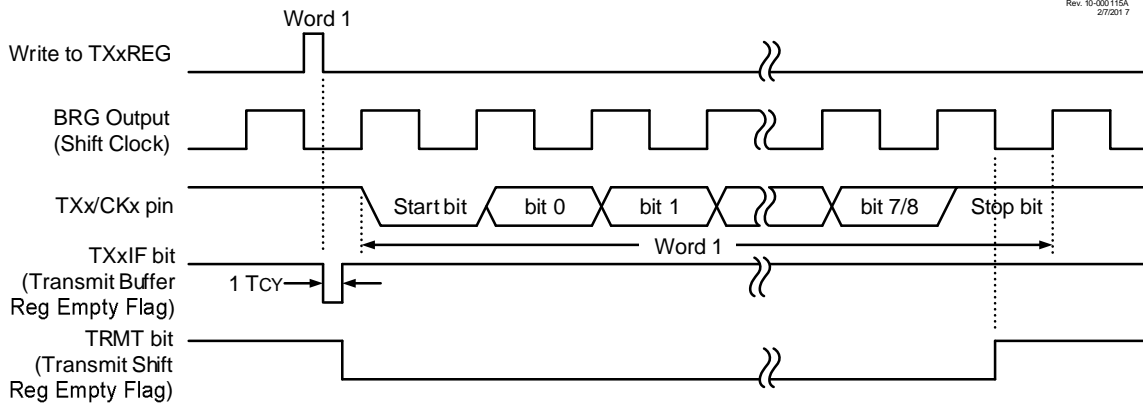 Rev. 10-000115A
2/7/201 7
Word 1
Write to TXxREG
BRG Output
(Shift Clock)
TXx/CKx pin
Start bit
bit 0
bit 1
bit 7/8
Stop bit
Word 1
TXxIF bit
(Transmit Buffer
Reg Empty Flag)
1 TCY
TRMT bit
(Transmit Shift
Reg Empty Flag)